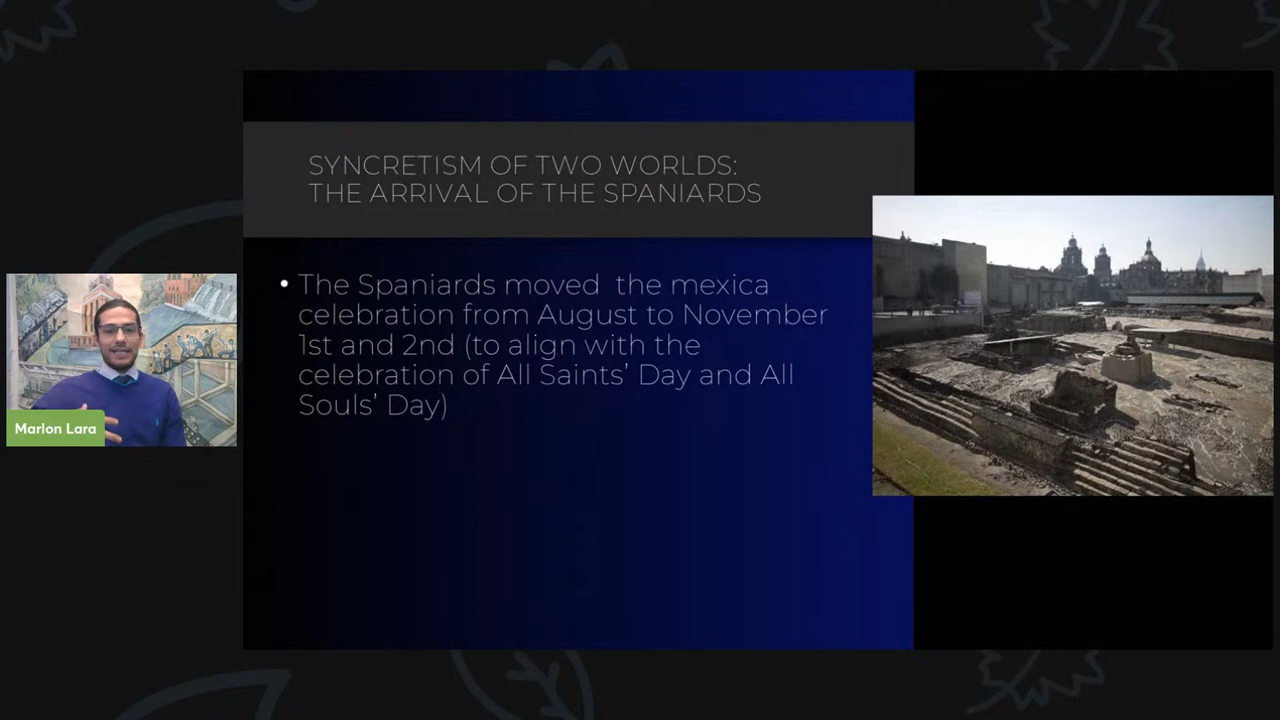 SYNCRETISM OF TWO WORLDS:
THE ARRIVAL OF THE SPANIARDS
• The Spaniards moved  the mexica
celebration from August to November
1st and 2nd (to align with the
celebration of All Saints’ Day and All
Souls’ Day)
Marlon Lara